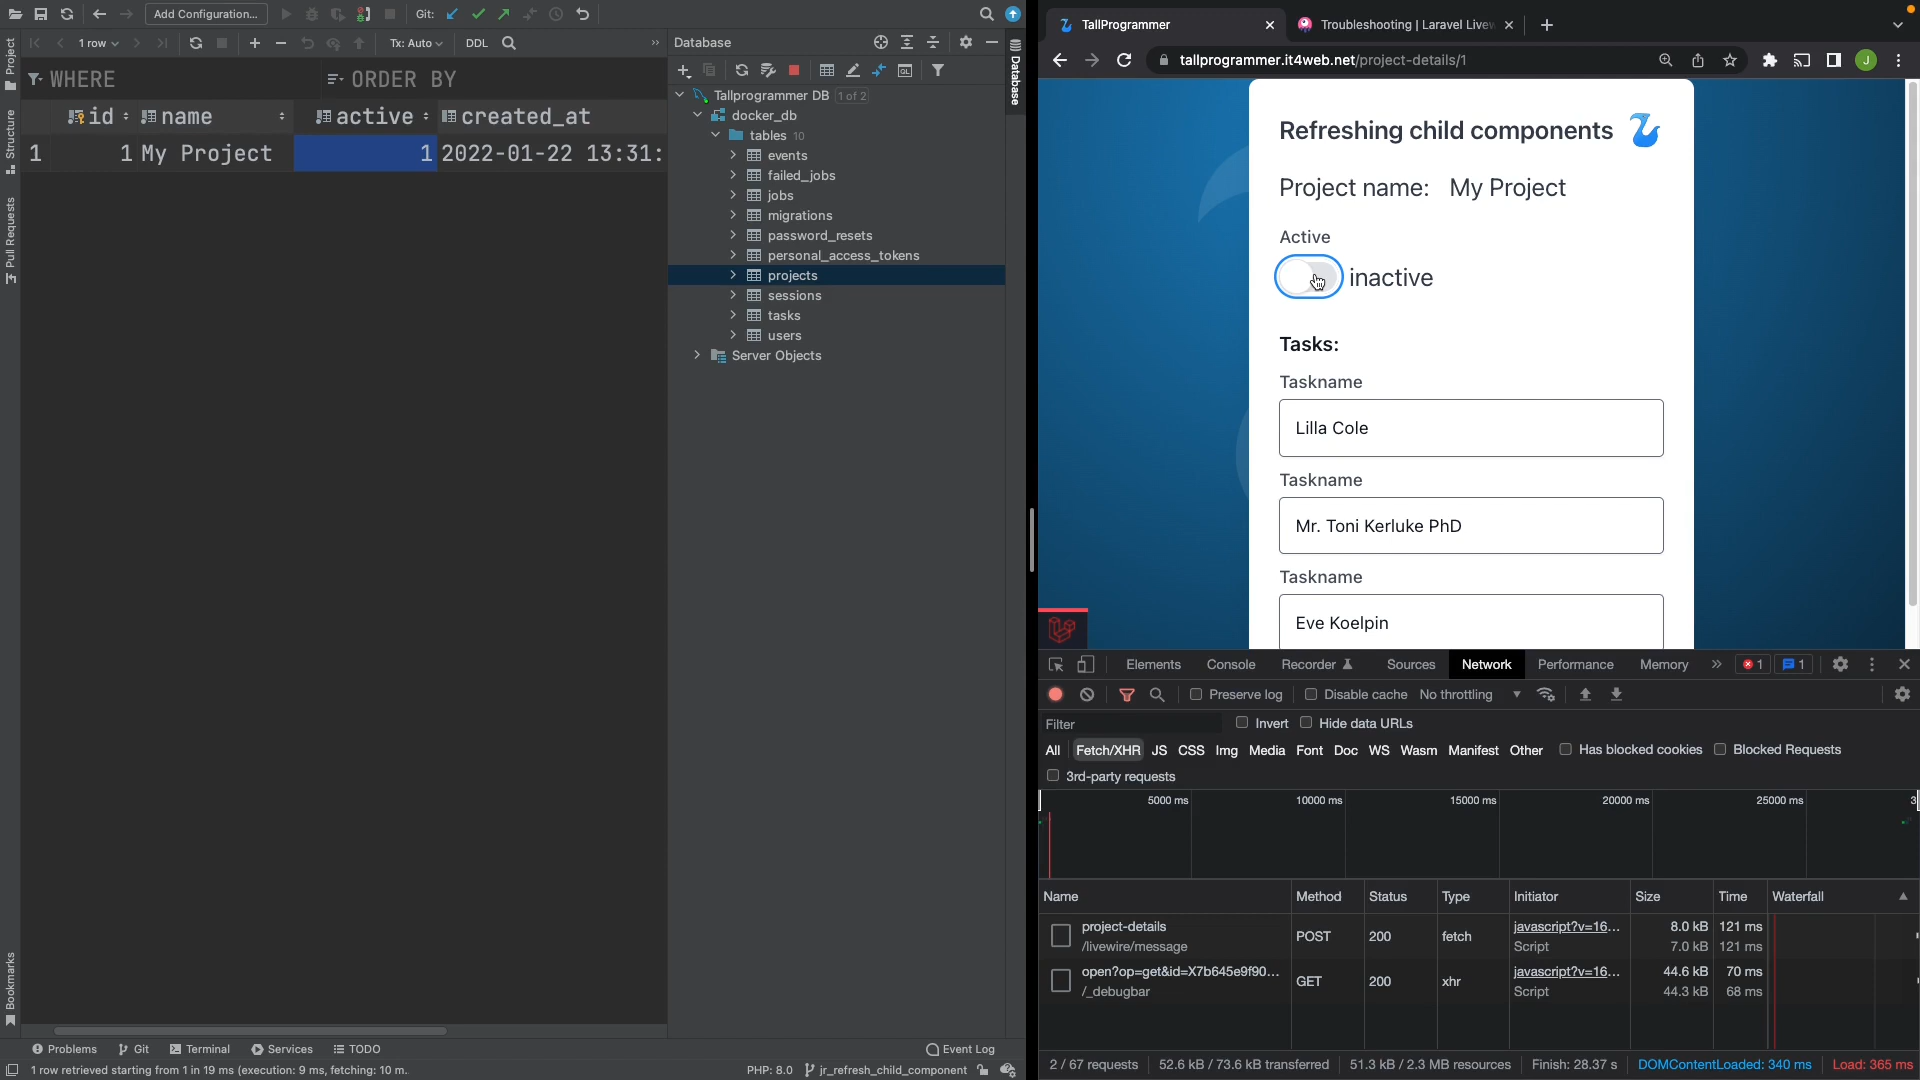 Add Configuration...
Git:
1 row
Tx: Auto
DDL
Database
WHERE
ORDER BY
id
name
active
created_at
1
1
My Project
1
2022-01-22 13:31:
Project
Structure
Pull Requests
Bookmarks
Tallprogrammer DB 1 of 2
docker_db
tables 10
events
failed_jobs
jobs
migrations
password_resets
personal_access_tokens
projects
sessions
tasks
users
Server Objects
Database
Problems
Git
Terminal
Services
TODO
Event Log
1 row retrieved starting from 1 in 19 ms (execution: 9 ms, fetching: 10 m..
PHP: 8.0
jr_refresh_child_component
TallProgrammer
Troubleshooting | Laravel Livew
tallprogrammer.it4web.net/project-details/1
J
Refreshing child components
Project name: My Project
Active
inactive
Tasks:
Taskname
Lilla Cole
Taskname
Mr. Toni Kerluke PhD
Taskname
Eve Koelpin
Elements
Console
Recorder
Sources
Network
Performance
Memory
1
1
Preserve log
Disable cache
No throttling
Filter
Invert
Hide data URLs
All
Fetch/XHR
JS
CSS
Img
Media
Font
Doc
WS
Wasm
Manifest
Other
Has blocked cookies
Blocked Requests
3rd-party requests
5000 ms
10000 ms
15000 ms
20000 ms
25000 ms
3
Name
Method
Status
Type
Initiator
Size
Time
Waterfall
project-details
/livewire/message
POST
200
fetch
javascript?v=16...
Script
8.0 kB
7.0 kB
121 ms
121 ms
open?op=get&id=X7b645e9f90...
/_debugbar
GET
200
xhr
javascript?v=16...
Script
44.6 kB
44.3 kB
70 ms
68 ms
2 / 67 requests
52.6 kB / 73.6 kB transferred
51.3 kB / 2.3 MB resources
Finish: 28.37 s
DOMContentLoaded: 340 ms
Load: 365 ms